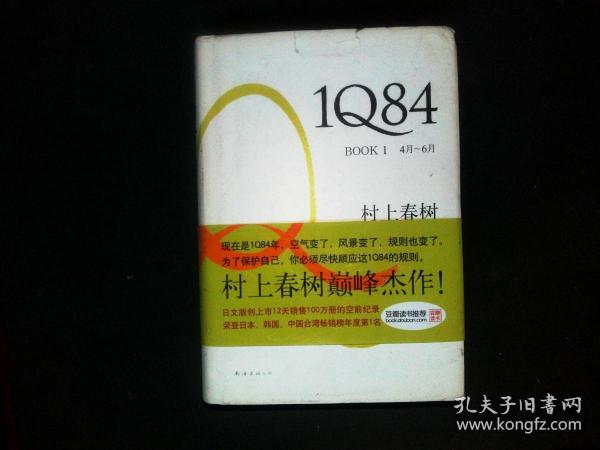 1Q84
BOOK 1 4月~6月
村上春树
现在是1Q84年，空气变了，风景变了，规则也变了。
为了保护自己，你必须尽快顺应这1Q84的规则。
村上春树巅峰杰作！
日文版创上市12天销售100万册的空前纪录
荣登日本、韩国、中国台湾畅销榜年度第1名
豆瓣读书推荐
book.douban.com
孔夫子旧书网
www.kongfz.com